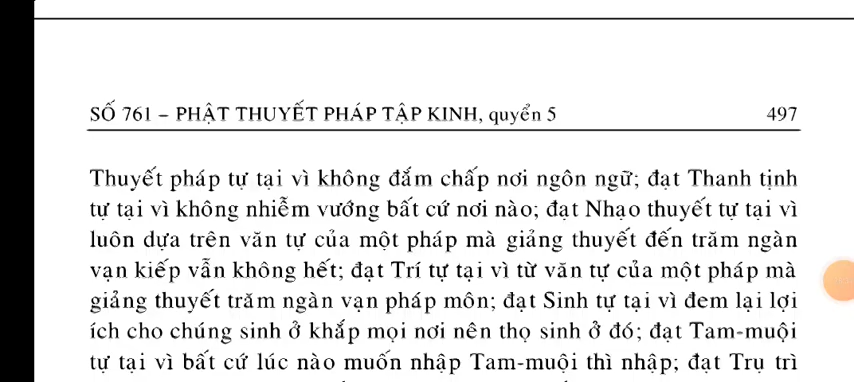 SỐ 761 – PHẬT THUYẾT PHÁP TẬP KINH, quyển 5 497
Thuyết pháp tự tại vì không đắm chấp nơi ngôn ngữ; đạt Thanh tịnh
tự tại vì không nhiễm vướng bất cứ nơi nào; đạt Nhạo thuyết tự tại vì
luôn dựa trên văn tự của một pháp mà giảng thuyết đến trăm ngàn
vạn kiếp vẫn không hết; đạt Trí tự tại vì từ văn tự của một pháp mà
giảng thuyết trăm ngàn vạn pháp môn; đạt Sinh tự tại vì đem lại lợi
ích cho chúng sinh ở khắp mọi nơi nên thọ sinh ở đó; đạt Tam-muội
tự tại vì bất cứ lúc nào muốn nhập Tam-muội thì nhập; đạt Trụ trì